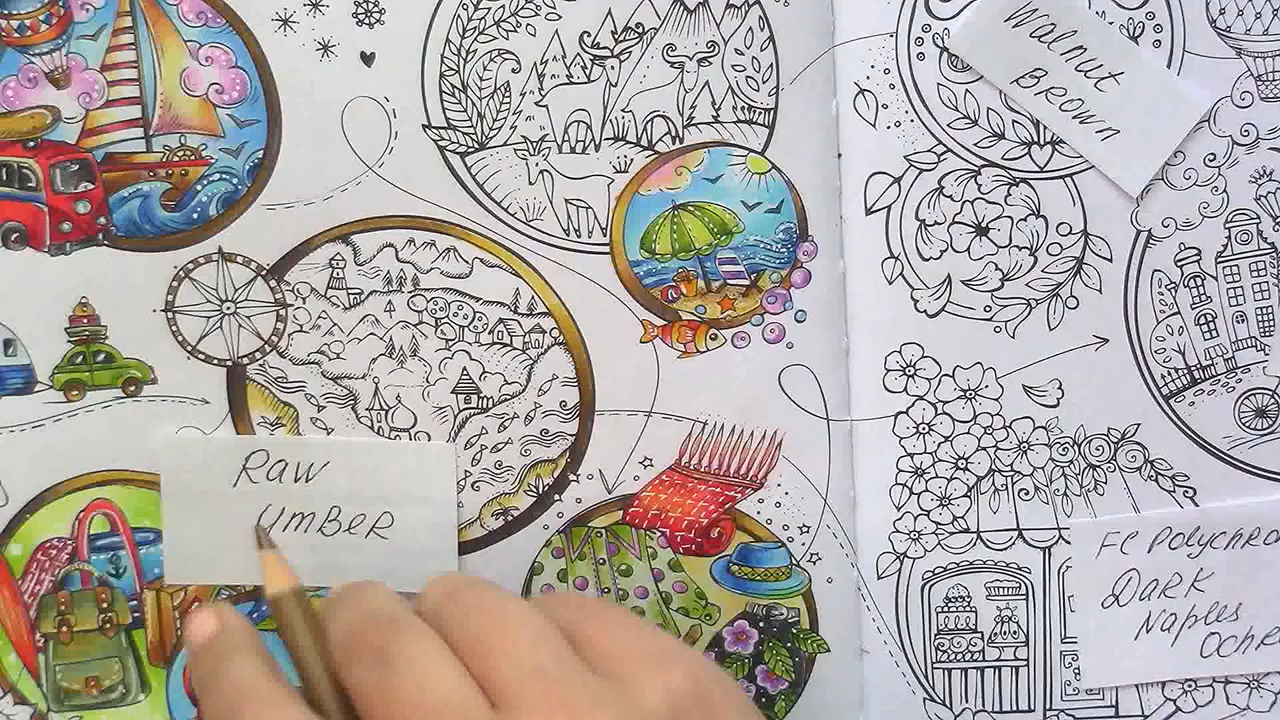 Walnut
Brown
Raw
Umber
FC Polychro
Dark
Naples
Ochr